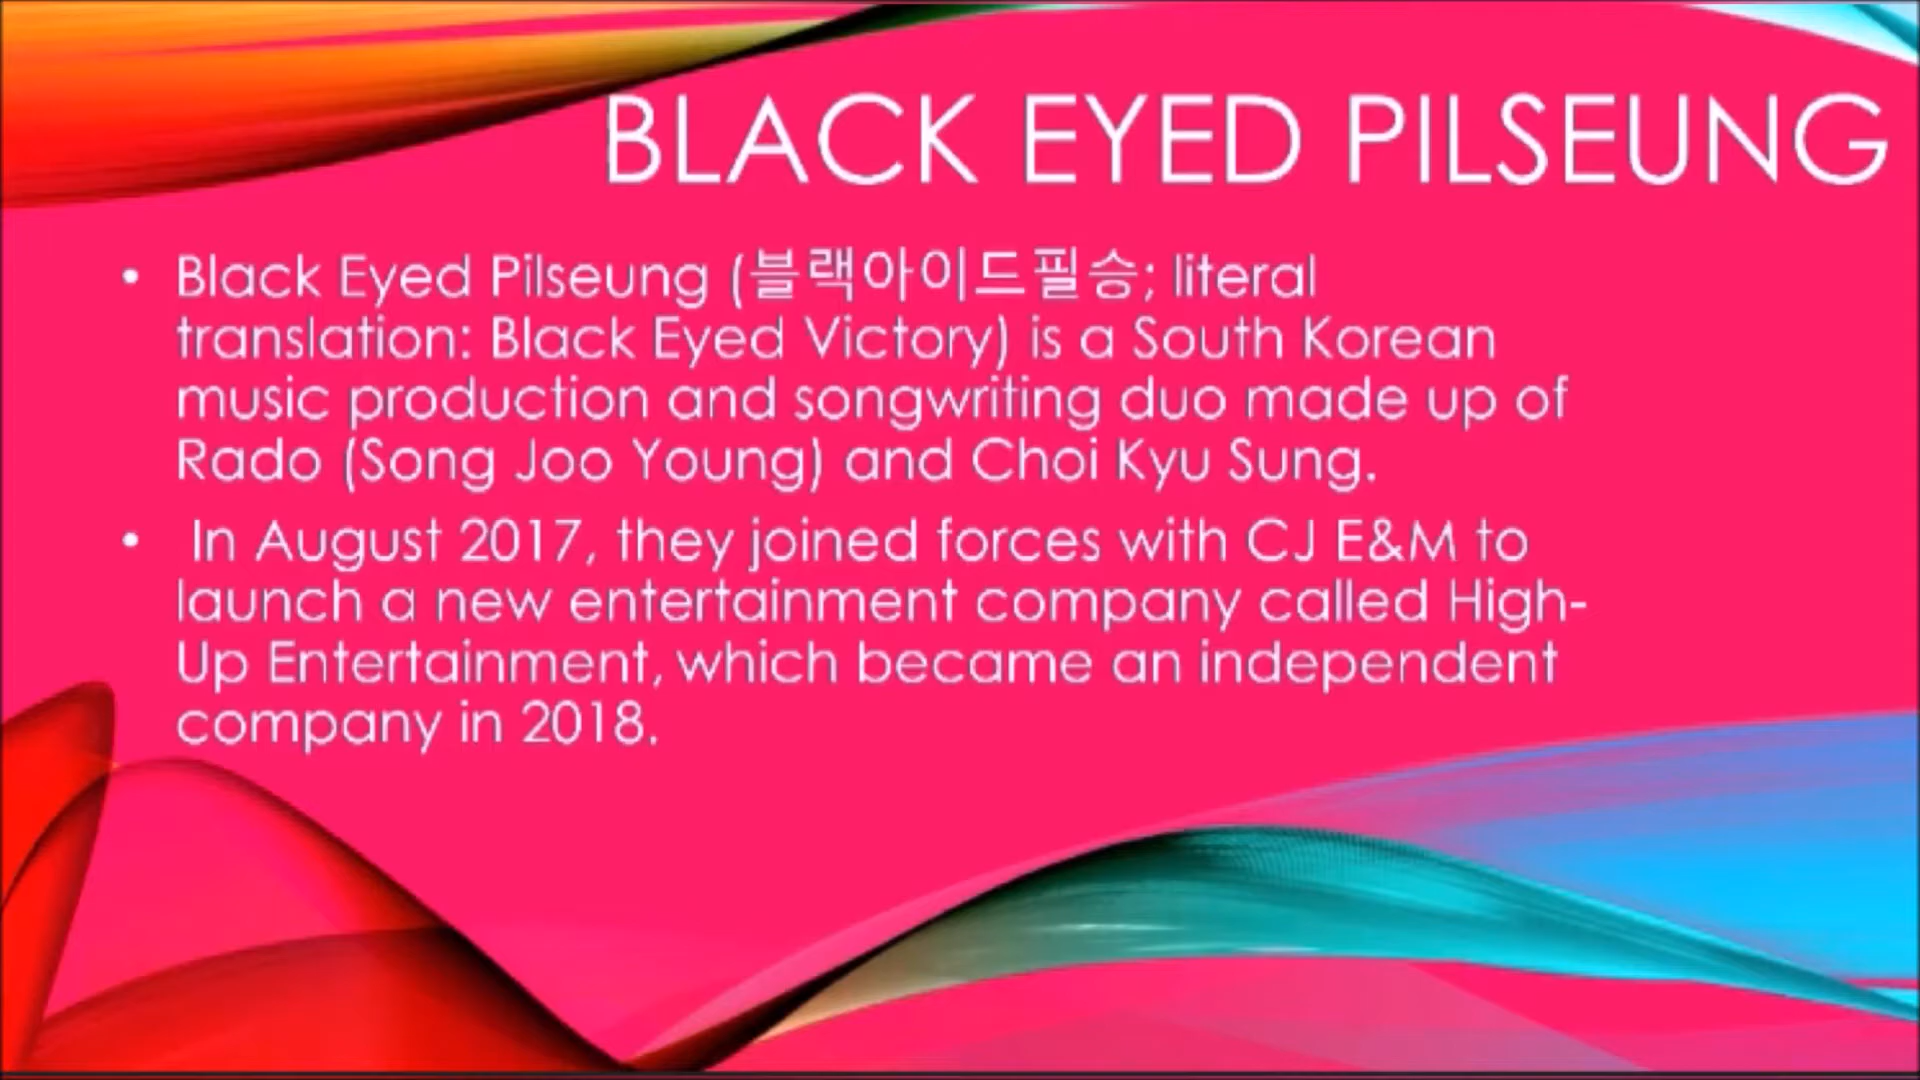 BLACK EYED PILSEUNG
• Black Eyed Pilseung (블랙아이드필승; literal
translation: Black Eyed Victory) is a South Korean
music production and songwriting duo made up of
Rado (Song Joo Young) and Choi Kyu Sung.
• In August 2017, they joined forces with CJ E&M to
launch a new entertainment company called High-
Up Entertainment, which became an independent
company in 2018.